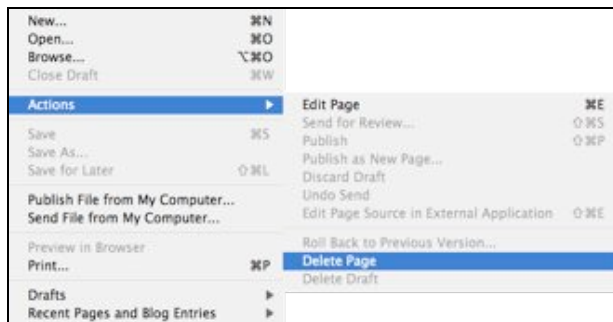 New... ⌘N
Open... ⌘O
Browse... ⌥⌘O
Close Draft ⌘W
Actions ▶
Save ⌘S
Save As...
Save for Later ⇧⌘L
Publish File from My Computer...
Send File from My Computer...
Preview in Browser
Print... ⌘P
Drafts ▶
Recent Pages and Blog Entries ▶
Edit Page ⌘E
Send for Review... ⇧⌘S
Publish ⇧⌘P
Publish as New Page...
Discard Draft
Undo Send
Edit Page Source in External Application ⇧⌘E
Roll Back to Previous Version...
Delete Page
Delete Draft